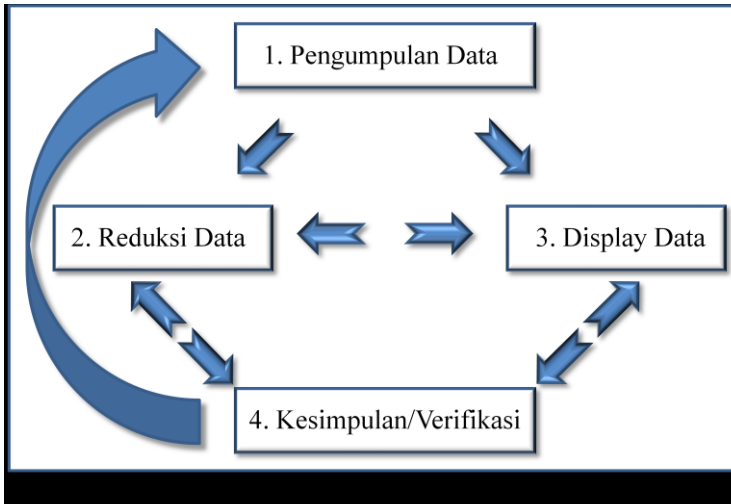 1. Pengumpulan Data
2. Reduksi Data
3. Display Data
4. Kesimpulan/Verifikasi